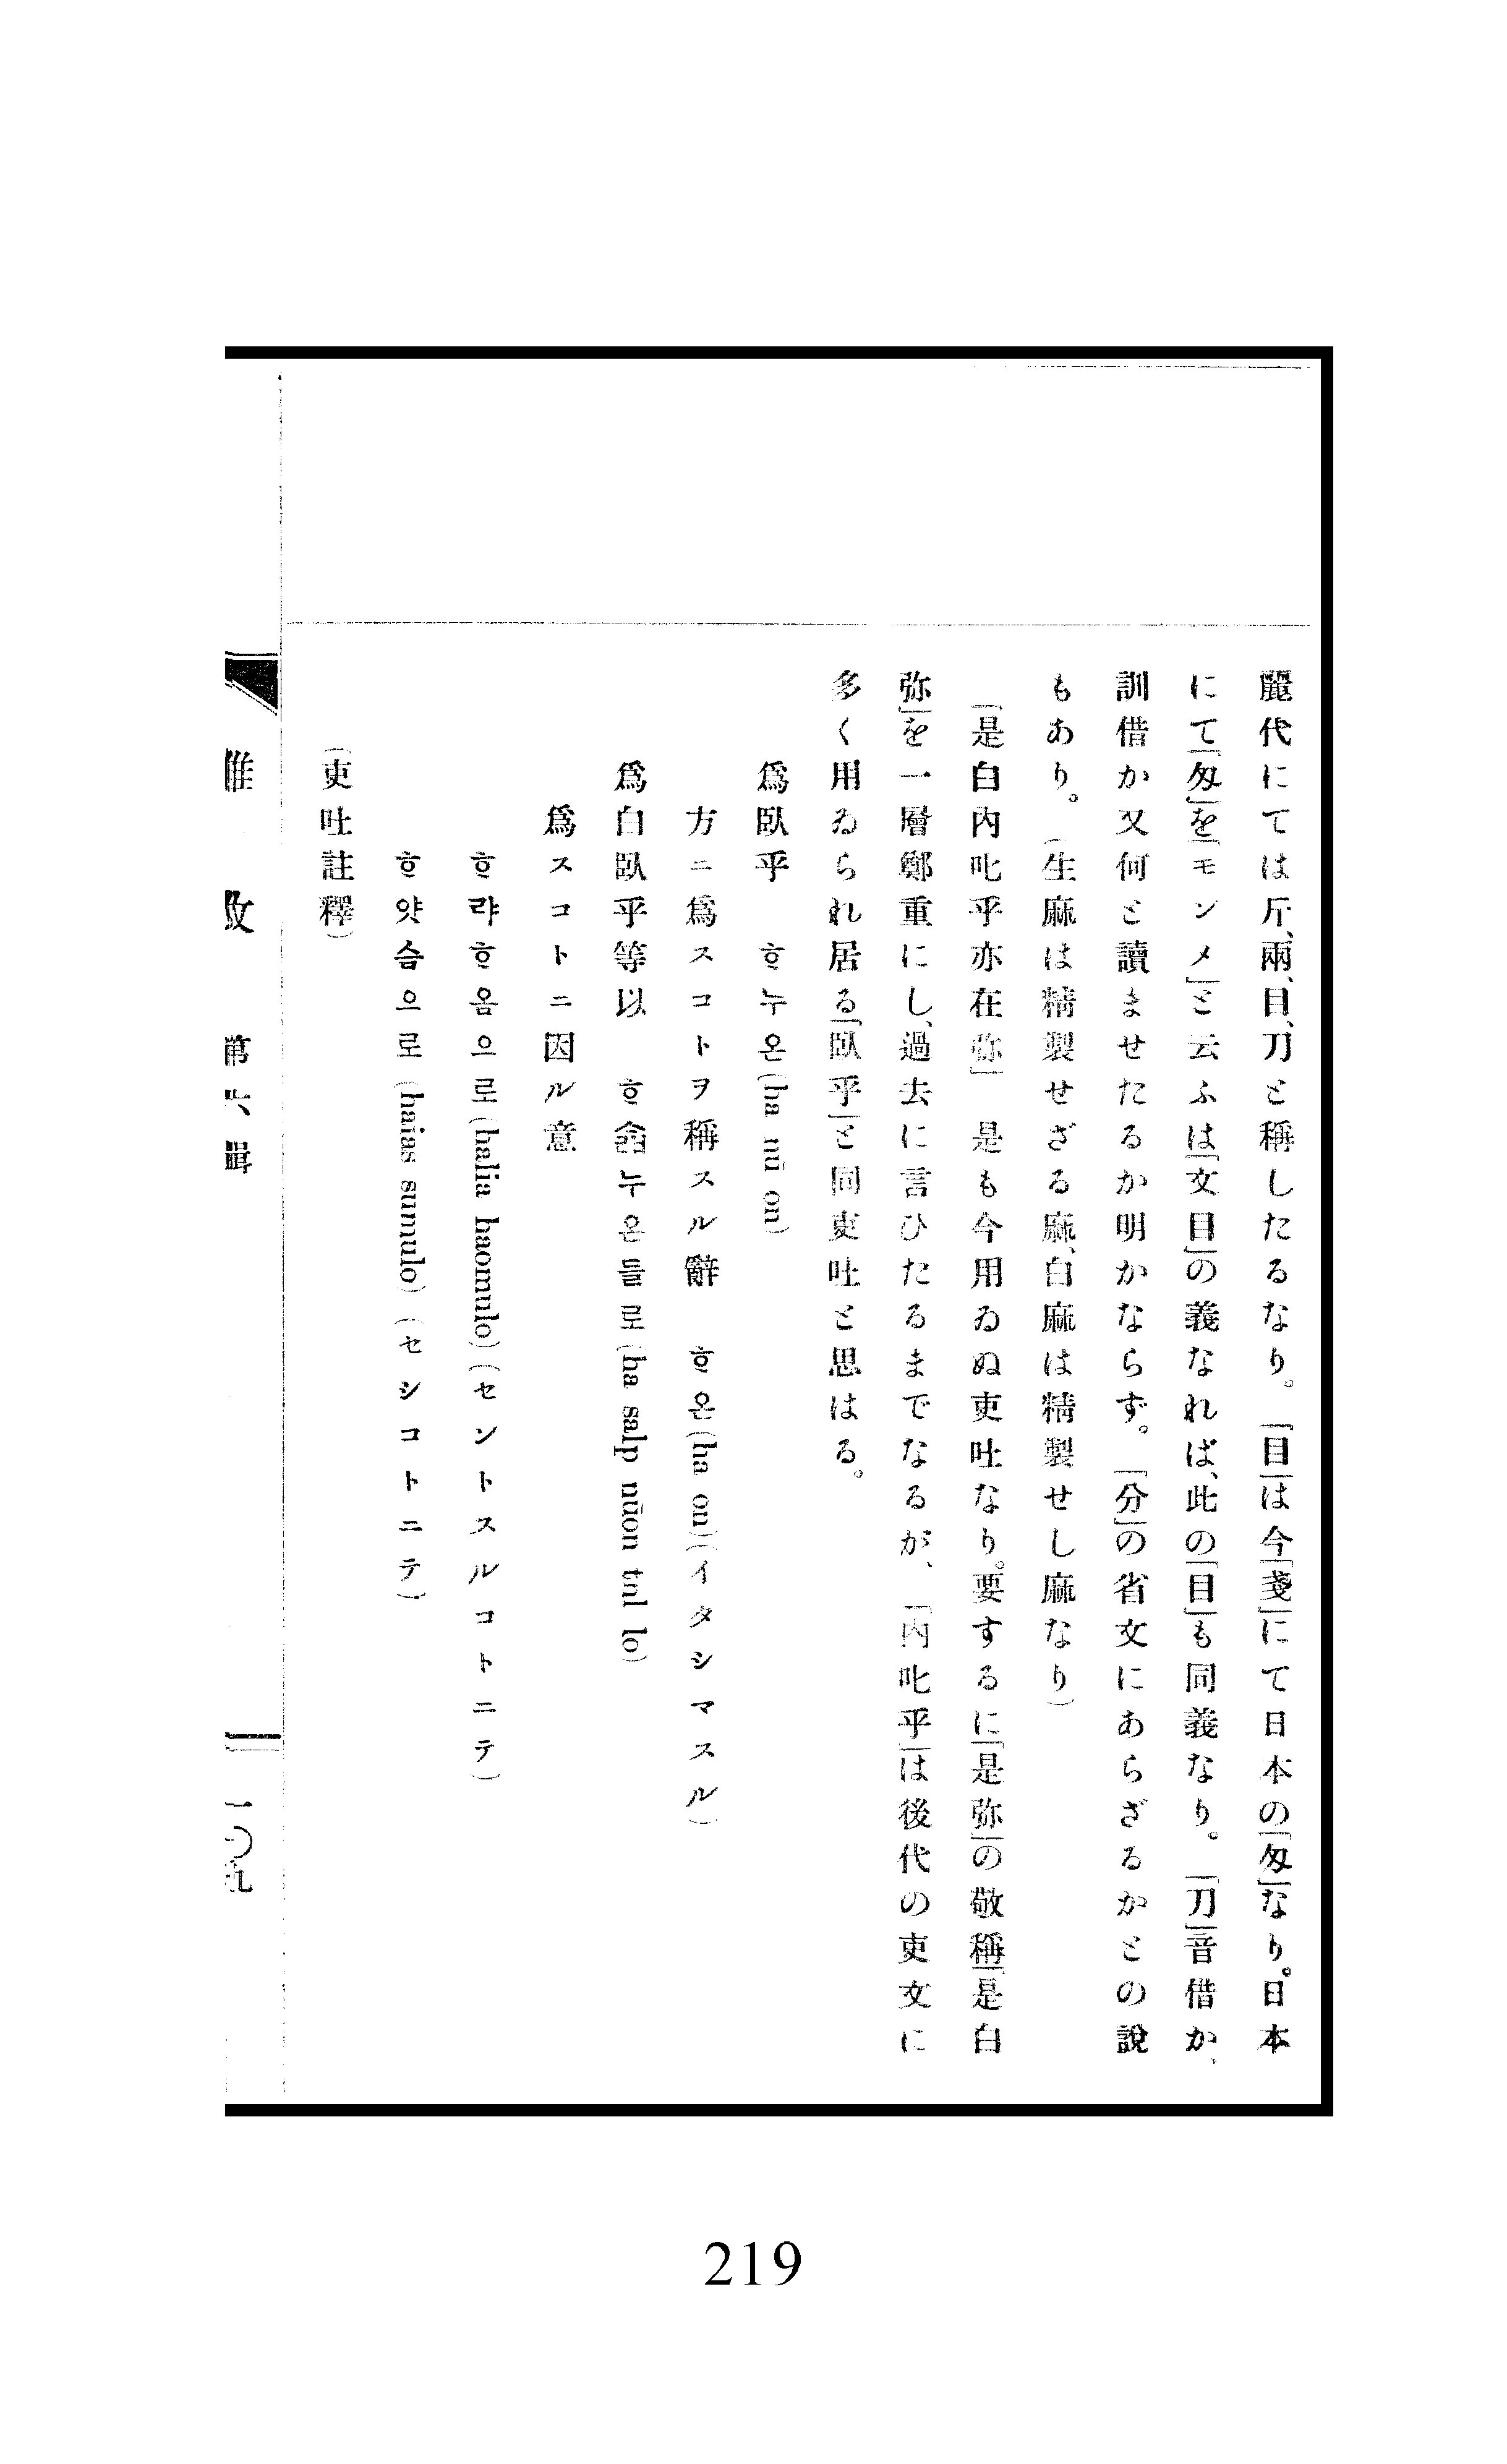 麗代にては斤、兩、目、刀と稱したるなり。「目」は今「戔」にて日本の「匁」なり。日本
にて「匁」を「モンメ」と云ふは「文目」の義なれば、此の「目」も同義なり。「刀」音借か、
訓借か又何と讀ませたるか明かならず。「分」の省文にあらざるかとの說
もあり。(生麻は精製せざる麻、白麻は精製せし麻なり)
「是白內叱乎亦在弥」 是も今用ゐぬ吏吐なり。要するに「是弥」の敬稱「是白
弥」を一層鄭重にし、過去に言ひたるまでなるが、「內叱乎」は後代の吏文に
多く用ゐられ居る「臥乎」と同吏吐と思はる。
爲臥乎 ᄒᆞ누온(ha nŭ on)
方ニ爲スコトヲ稱スル辭 ᄒᆞ온(ha on)(イタシマスル)
爲白臥乎等以 ᄒᆞᄉᆞᆲ누온들로(ha salp nŭon tŭl lo)
爲スコトニ因ル意
ᄒᆞ랴ᄒᆞ옴으로(halia haomulo)(セントスルコトニテ)
ᄒᆞ얏슴으로(haias sumulo)(セシコトニテ)
(吏吐註釋)
雅攷 第六輯
一〇九
219